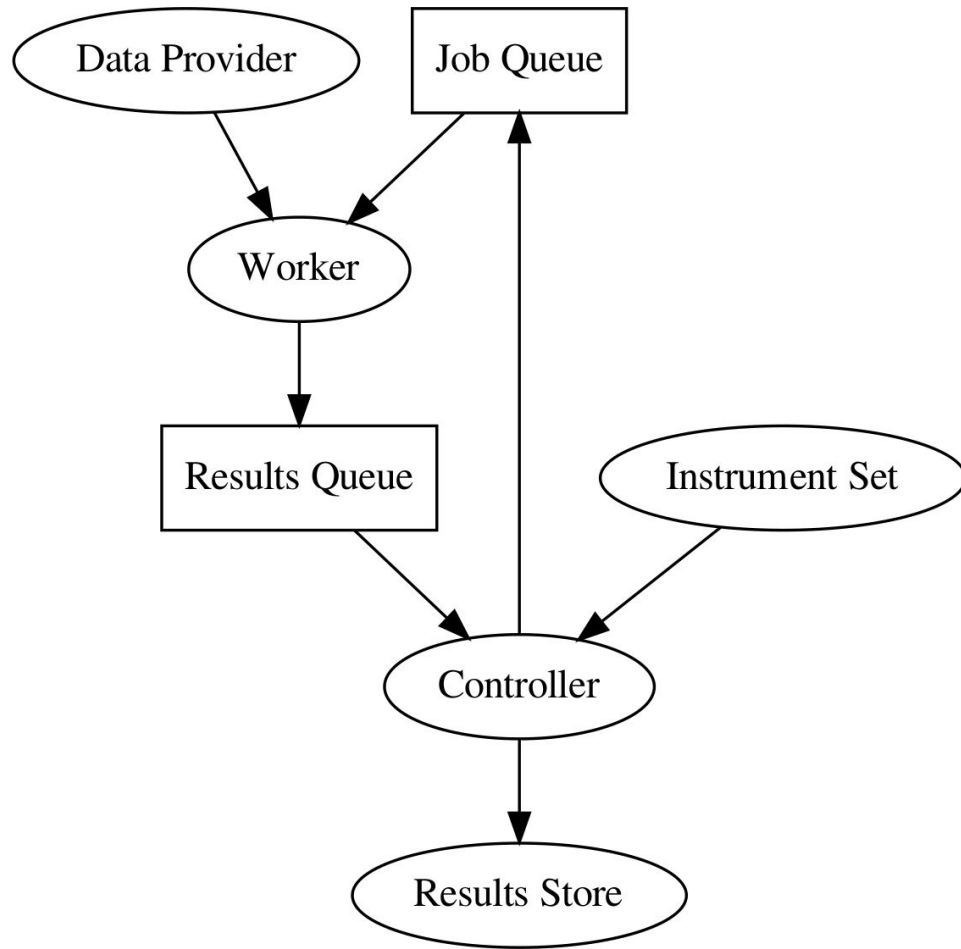 Data Provider
Job Queue
Worker
Results Queue
Instrument Set
Controller
Results Store